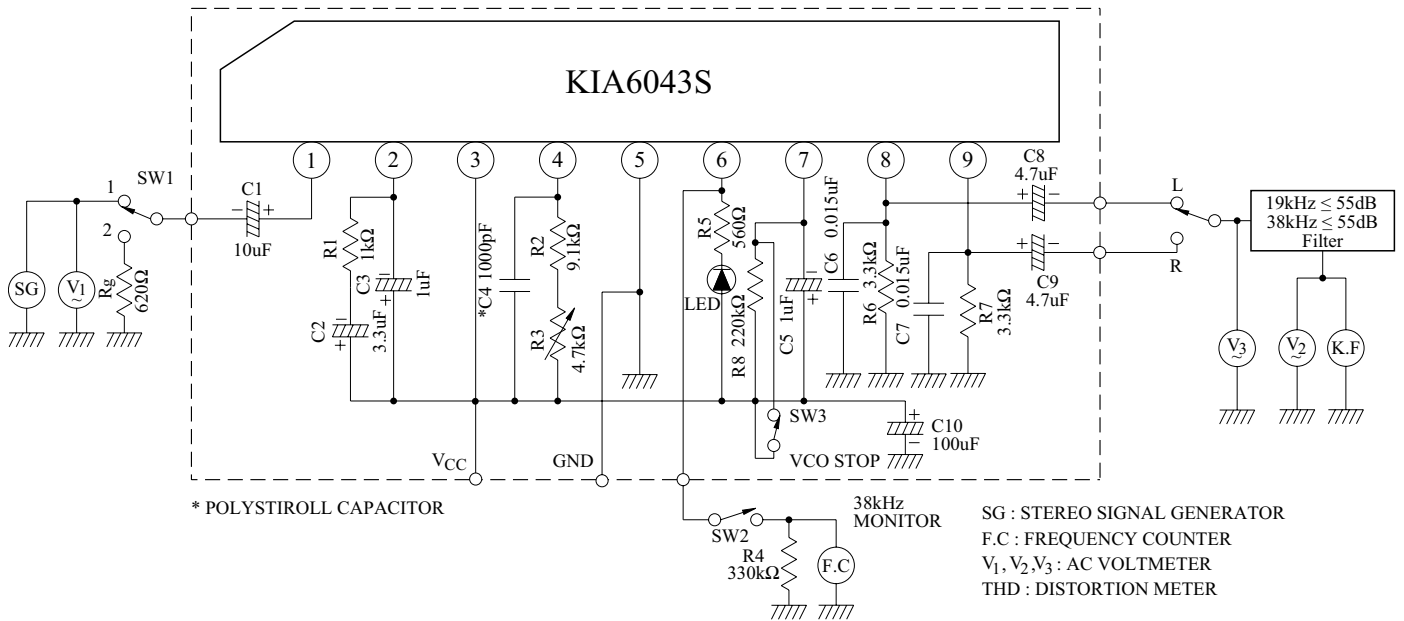 KIA6043S
1 2 3 4 5 6 7 8 9
SW1
1
2
SG
V1
~
Rg
620Ω
C1
− +
10uF
R1
1kΩ
C2
3.3uF
− +
C3
1uF
− +
*C4 1000pF
R2
9.1kΩ
R3
4.7kΩ
R5
560Ω
LED
R8 220kΩ
C5 1uF
− +
C6 0.015uF
R6 3.3kΩ
C7 0.015uF
R7
3.3kΩ
C8
4.7uF
+ −
C9
4.7uF
+ −
L
R
19kHz ≤ 55dB
38kHz ≤ 55dB
Filter
V3
~
V2
~
K.F
SW3
VCO STOP
+
C10
100uF
−
VCC
GND
* POLYSTIROLL CAPACITOR
38kHz
MONITOR
SW2
R4
330kΩ
F.C
SG : STEREO SIGNAL GENERATOR
F.C : FREQUENCY COUNTER
V1, V2,V3 : AC VOLTMETER
THD : DISTORTION METER